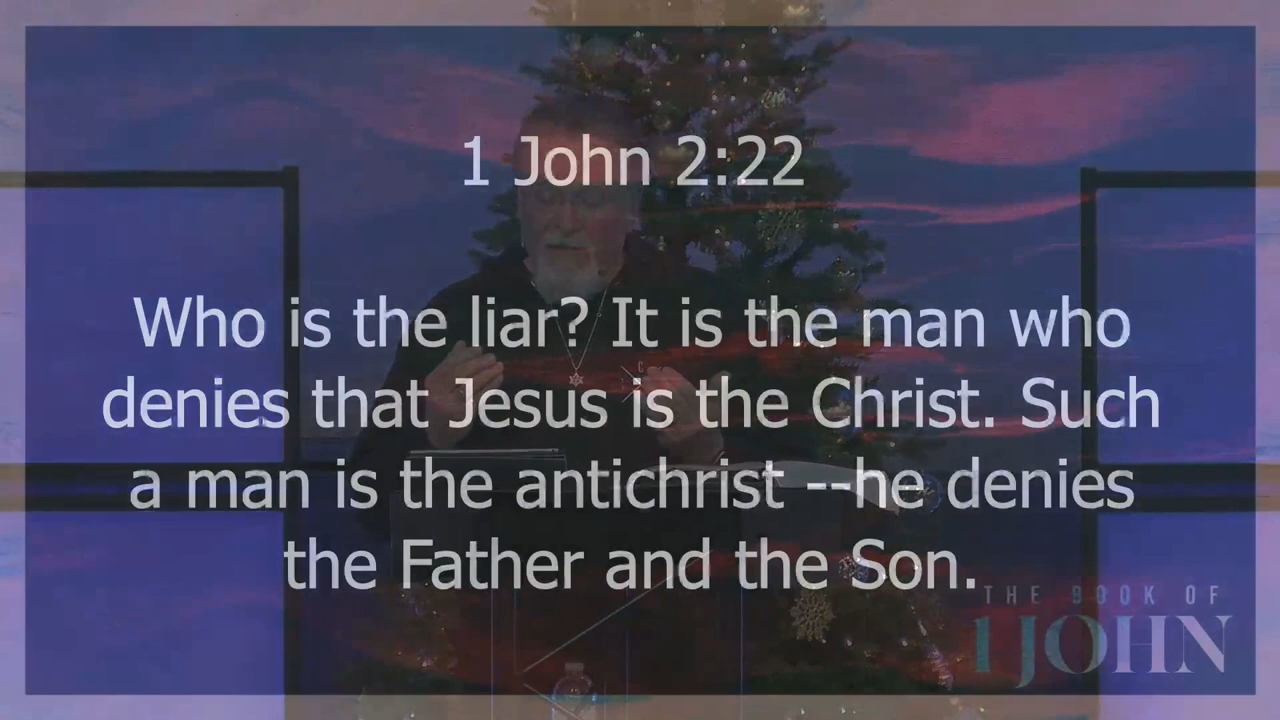 1 John 2:22
Who is the liar? It is the man who
denies that Jesus is the Christ. Such
a man is the antichrist --he denies
the Father and the Son.
THE BOOK OF
1 JOHN